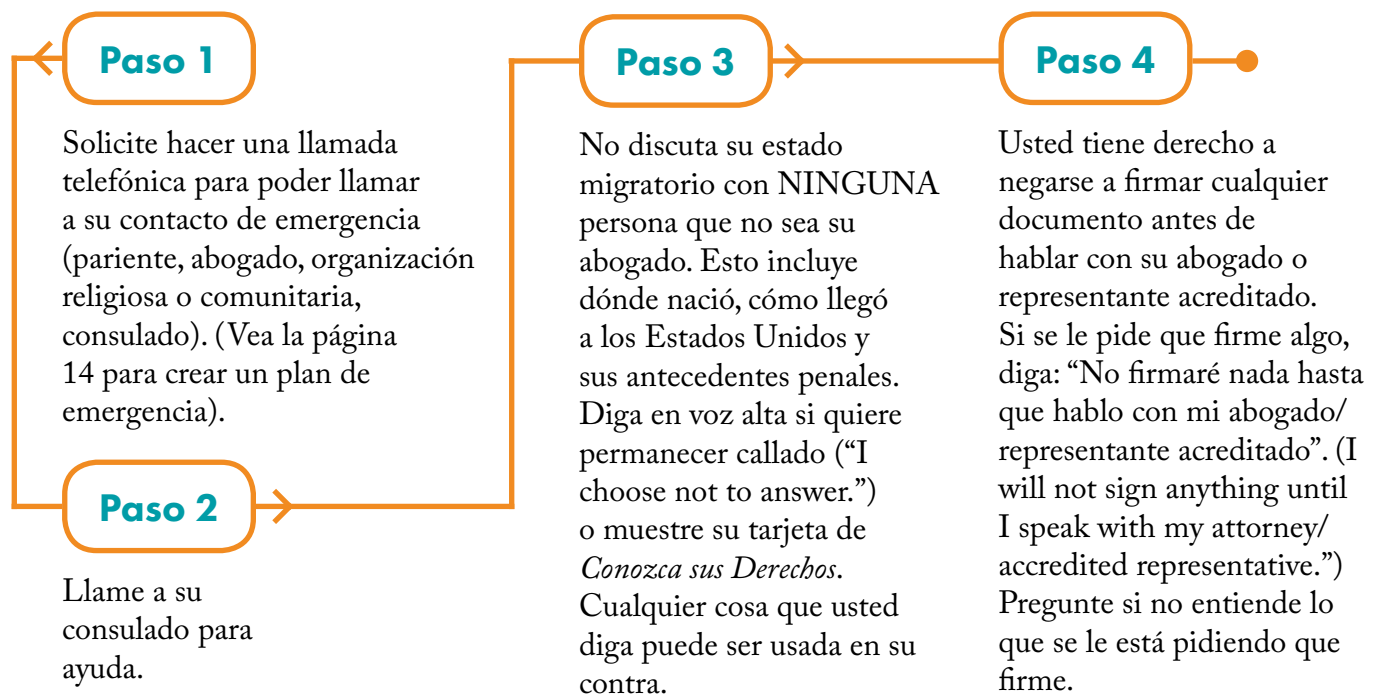 Paso 1
Solicite hacer una llamada
telefónica para poder llamar
a su contacto de emergencia
(pariente, abogado, organización
religiosa o comunitaria,
consulado). (Vea la página
14 para crear un plan de
emergencia).
Paso 2
Llame a su
consulado para
ayuda.
Paso 3
No discuta su estado
migratorio con NINGUNA
persona que no sea su
abogado. Esto incluye
dónde nació, cómo llegó
a los Estados Unidos y
sus antecedentes penales.
Diga en voz alta si quiere
permanecer callado (“I
choose not to answer.”)
o muestre su tarjeta de
Conozca sus Derechos.
Cualquier cosa que usted
diga puede ser usada en su
contra.
Paso 4
Usted tiene derecho a
negarse a firmar cualquier
documento antes de
hablar con su abogado o
representante acreditado.
Si se le pide que firme algo,
diga: “No firmaré nada hasta
que hablo con mi abogado/
representante acreditado”. (I
will not sign anything until
I speak with my attorney/
accredited representative.”)
Pregunte si no entiende lo
que se le está pidiendo que
firme.